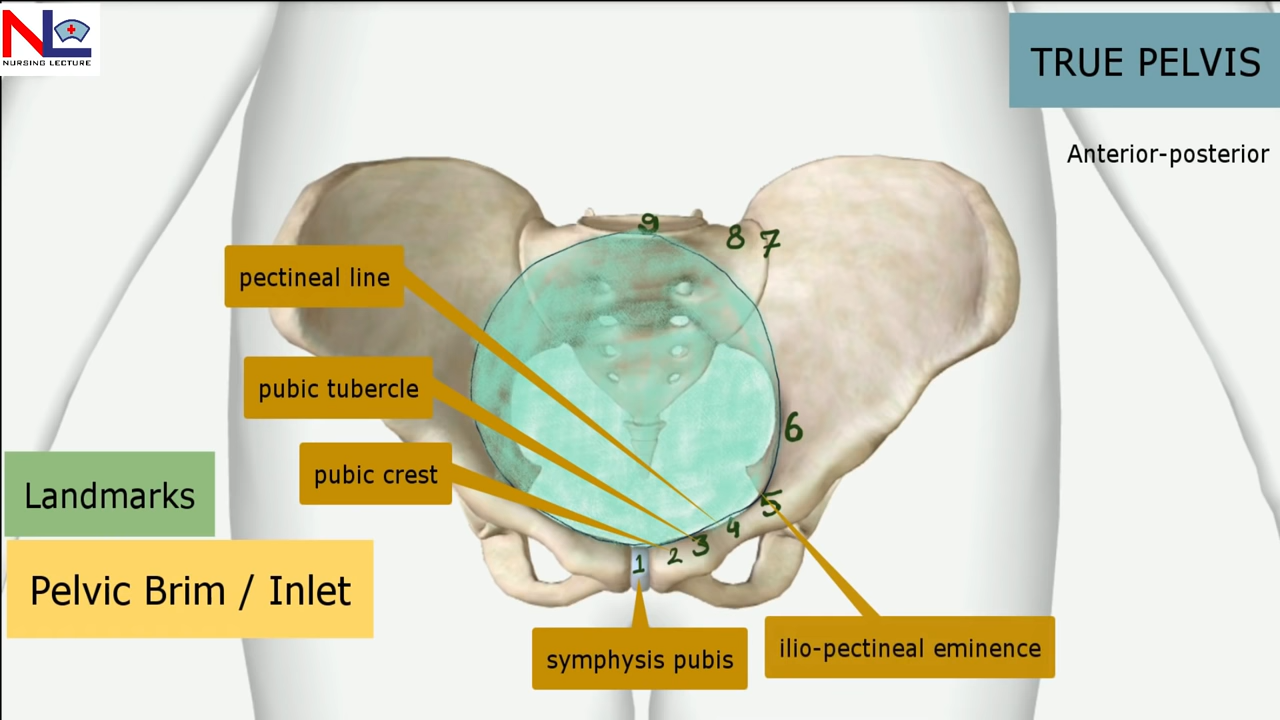 NL
NURSING LECTURE
TRUE PELVIS
Anterior-posterior
9
8
7
pectineal line
pubic tubercle
6
pubic crest
Landmarks
5
4
3
2
1
Pelvic Brim / Inlet
symphysis pubis
ilio-pectineal eminence